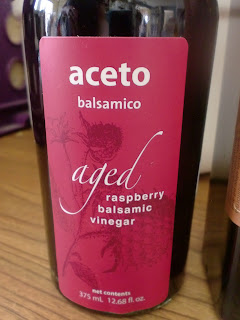 aceto
balsamico
aged
raspberry
balsamic
vinegar
net contents
375 mL 12.68 fl. oz.